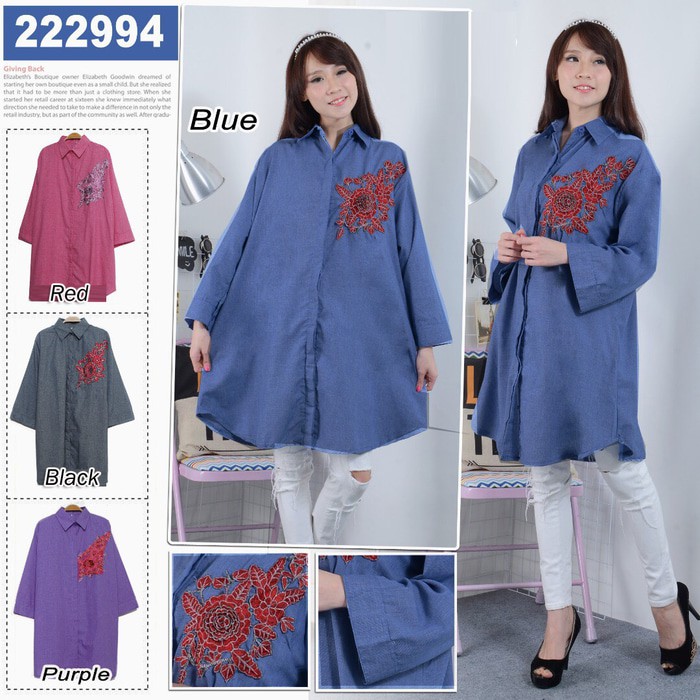 222994
Giving Back
Elizabeth's Boutique owner Elizabeth Goodwin dreamed of
starting her own boutique even as a small child. But she realized
that it had to be more than just a clothing store. When she
started her retail career at sixteen she knew immediately what
direction she needed to take to make a difference in not only the
retail industry, but as part of the community as well. After gradu-
Blue
Red
Black
Purple
SMILE